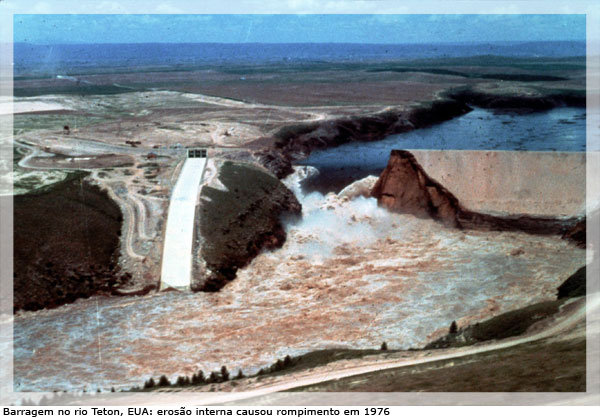 Barragem no rio Teton, EUA: erosão interna causou rompimento em 1976